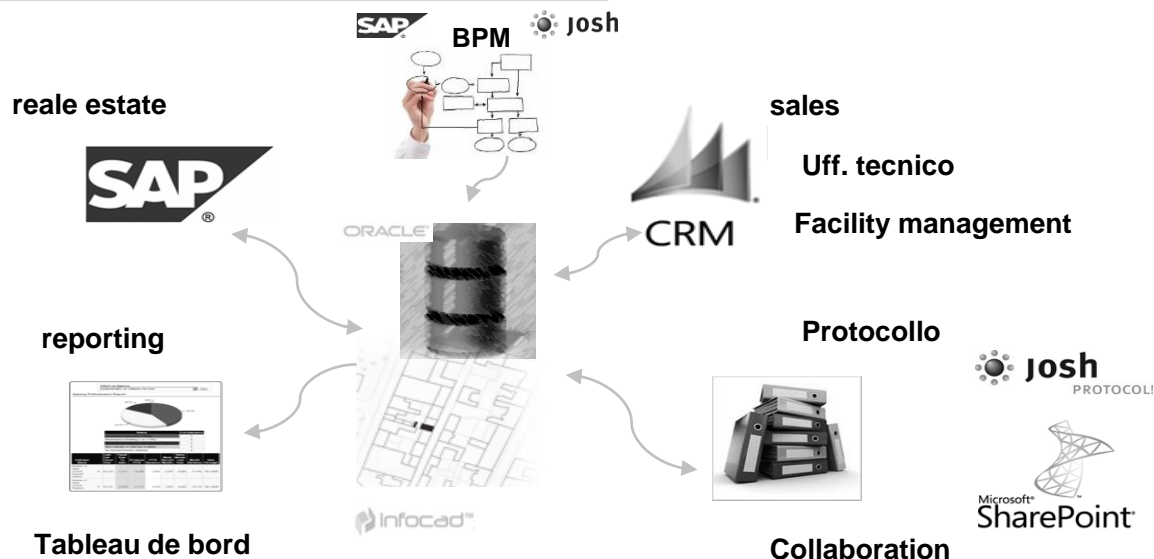 SAP
BPM
Josh
reale estate
sales
SAP
®
Uff. tecnico
Facility management
CRM
ORACLE
reporting
Protocollo
Josh
PROTOCOL!
Infocad™
Microsoft®
SharePoint®
Tableau de bord
Collaboration